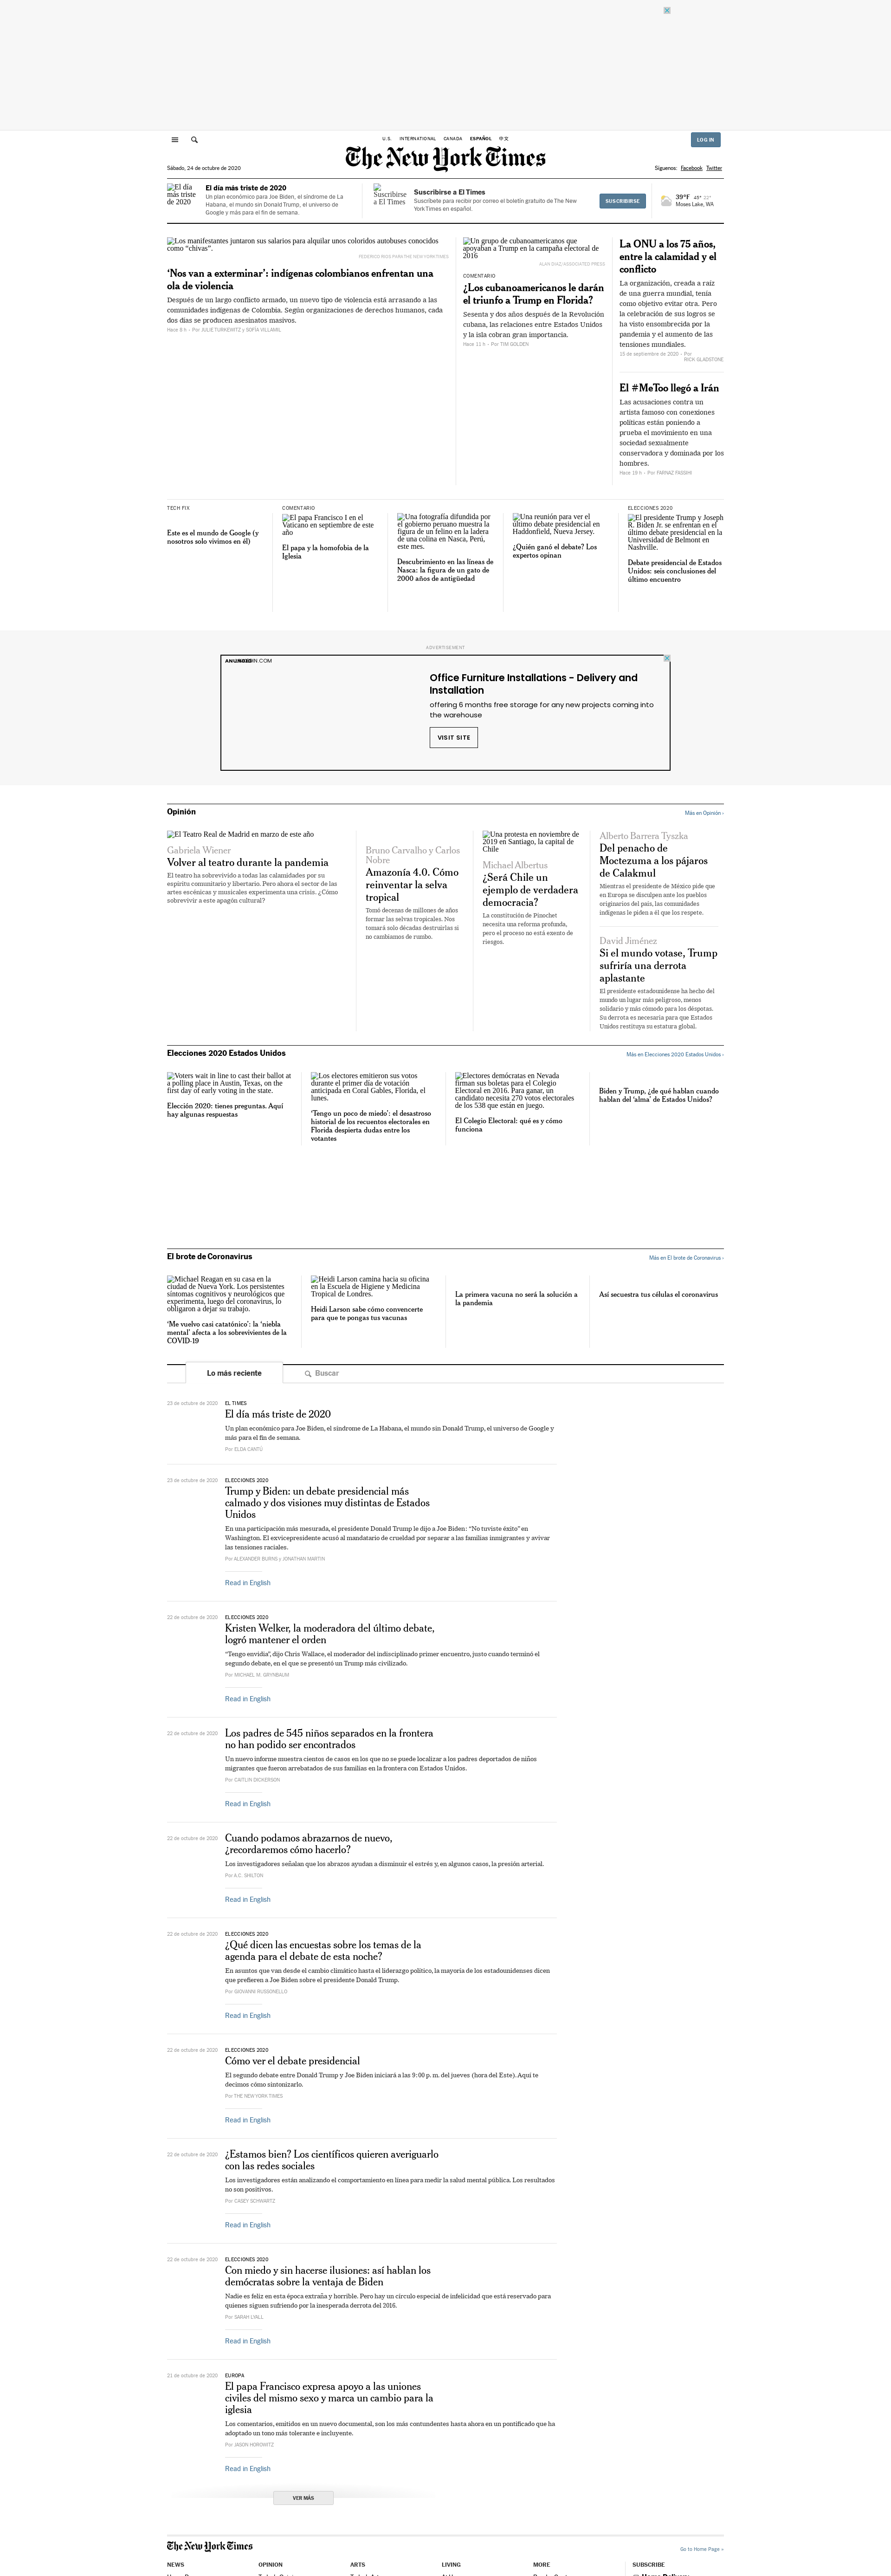 U.S. INTERNATIONAL CANADA ESPAÑOL 中文
LOG IN
The New York Times
Sábado, 24 de octubre de 2020
Síguenos: Facebook Twitter
El día más triste de 2020
El día más triste de 2020
Un plan económico para Joe Biden, el síndrome de La Habana, el mundo sin Donald Trump, el universo de Google y más para el fin de semana.
Suscribirse a El Times
Suscribirse a El Times
Suscríbete para recibir por correo el boletín gratuito de The New York Times en español.
SUSCRIBIRSE
39°F 45° 22°
Moses Lake, WA
Los manifestantes juntaron sus salarios para alquilar unos coloridos autobuses conocidos como “chivas”.
FEDERICO RIOS PARA THE NEW YORK TIMES
‘Nos van a exterminar’: indígenas colombianos enfrentan una ola de violencia
Después de un largo conflicto armado, un nuevo tipo de violencia está arrasando a las comunidades indígenas de Colombia. Según organizaciones de derechos humanos, cada dos días se producen asesinatos masivos.
Hace 8 h - Por JULIE TURKEWITZ y SOFÍA VILLAMIL
Un grupo de cubanoamericanos que apoyaban a Trump en la campaña electoral de 2016
ALAN DIAZ/ASSOCIATED PRESS
COMENTARIO
¿Los cubanoamericanos le darán el triunfo a Trump en Florida?
Sesenta y dos años después de la Revolución cubana, las relaciones entre Estados Unidos y la isla cobran gran importancia.
Hace 11 h - Por TIM GOLDEN
La ONU a los 75 años, entre la calamidad y el conflicto
La organización, creada a raíz de una guerra mundial, tenía como objetivo evitar otra. Pero la celebración de sus logros se ha visto ensombrecida por la pandemia y el aumento de las tensiones mundiales.
15 de septiembre de 2020 - Por RICK GLADSTONE
El #MeToo llegó a Irán
Las acusaciones contra un artista famoso con conexiones políticas están poniendo a prueba el movimiento en una sociedad sexualmente conservadora y dominada por los hombres.
Hace 19 h - Por FARNAZ FASSIHI
TECH FIX
Este es el mundo de Google (y nosotros solo vivimos en él)
COMENTARIO
El papa Francisco I en el Vaticano en septiembre de este año
El papa y la homofobia de la Iglesia
Una fotografía difundida por el gobierno peruano muestra la figura de un felino en la ladera de una colina en Nasca, Perú, este mes.
Descubrimiento en las líneas de Nasca: la figura de un gato de 2000 años de antigüedad
Una reunión para ver el último debate presidencial en Haddonfield, Nueva Jersey.
¿Quién ganó el debate? Los expertos opinan
ELECCIONES 2020
El presidente Trump y Joseph R. Biden Jr. se enfrentan en el último debate presidencial en la Universidad de Belmont en Nashville.
Debate presidencial de Estados Unidos: seis conclusiones del último encuentro
ADVERTISEMENT
Office Furniture Installations - Delivery and Installation
offering 6 months free storage for any new projects coming into the warehouse
VISIT SITE
Opinión
Más en Opinión ›
El Teatro Real de Madrid en marzo de este año
Gabriela Wiener
Volver al teatro durante la pandemia
El teatro ha sobrevivido a todas las calamidades por su espíritu comunitario y libertario. Pero ahora el sector de las artes escénicas y musicales experimenta una crisis. ¿Cómo sobrevivir a este apagón cultural?
Bruno Carvalho y Carlos Nobre
Amazonía 4.0. Cómo reinventar la selva tropical
Tomó decenas de millones de años formar las selvas tropicales. Nos tomará solo décadas destruirlas si no cambiamos de rumbo.
Una protesta en noviembre de 2019 en Santiago, la capital de Chile
Michael Albertus
¿Será Chile un ejemplo de verdadera democracia?
La constitución de Pinochet necesita una reforma profunda, pero el proceso no está exento de riesgos.
Alberto Barrera Tyszka
Del penacho de Moctezuma a los pájaros de Calakmul
Mientras el presidente de México pide que en Europa se disculpen ante los pueblos originarios del país, las comunidades indígenas le piden a él que los respete.
David Jiménez
Si el mundo votase, Trump sufriría una derrota aplastante
El presidente estadounidense ha hecho del mundo un lugar más peligroso, menos solidario y más cómodo para los déspotas. Su derrota es necesaria para que Estados Unidos restituya su estatura global.
Elecciones 2020 Estados Unidos
Más en Elecciones 2020 Estados Unidos ›
Voters wait in line to cast their ballot at a polling place in Austin, Texas, on the first day of early voting in the state.
Elección 2020: tienes preguntas. Aquí hay algunas respuestas
Los electores emitieron sus votos durante el primer día de votación anticipada en Coral Gables, Florida, el lunes.
‘Tengo un poco de miedo’: el desastroso historial de los recuentos electorales en Florida despierta dudas entre los votantes
Electores demócratas en Nevada firman sus boletas para el Colegio Electoral en 2016. Para ganar, un candidato necesita 270 votos electorales de los 538 que están en juego.
El Colegio Electoral: qué es y cómo funciona
Biden y Trump, ¿de qué hablan cuando hablan del ‘alma’ de Estados Unidos?
El brote de Coronavirus
Más en El brote de Coronavirus ›
Michael Reagan en su casa en la ciudad de Nueva York. Los persistentes síntomas cognitivos y neurológicos que experimenta, luego del coronavirus, lo obligaron a dejar su trabajo.
‘Me vuelvo casi catatónico’: la ‘niebla mental’ afecta a los sobrevivientes de la COVID-19
Heidi Larson camina hacia su oficina en la Escuela de Higiene y Medicina Tropical de Londres.
Heidi Larson sabe cómo convencerte para que te pongas tus vacunas
La primera vacuna no será la solución a la pandemia
Así secuestra tus células el coronavirus
Lo más reciente
Buscar
23 de octubre de 2020
EL TIMES
El día más triste de 2020
Un plan económico para Joe Biden, el síndrome de La Habana, el mundo sin Donald Trump, el universo de Google y más para el fin de semana.
Por ELDA CANTÚ
23 de octubre de 2020
ELECCIONES 2020
Trump y Biden: un debate presidencial más calmado y dos visiones muy distintas de Estados Unidos
En una participación más mesurada, el presidente Donald Trump le dijo a Joe Biden: “No tuviste éxito” en Washington. El exvicepresidente acusó al mandatario de crueldad por separar a las familias inmigrantes y avivar las tensiones raciales.
Por ALEXANDER BURNS y JONATHAN MARTIN
Read in English
22 de octubre de 2020
ELECCIONES 2020
Kristen Welker, la moderadora del último debate, logró mantener el orden
“Tengo envidia”, dijo Chris Wallace, el moderador del indisciplinado primer encuentro, justo cuando terminó el segundo debate, en el que se presentó un Trump más civilizado.
Por MICHAEL M. GRYNBAUM
Read in English
22 de octubre de 2020
Los padres de 545 niños separados en la frontera no han podido ser encontrados
Un nuevo informe muestra cientos de casos en los que no se puede localizar a los padres deportados de niños migrantes que fueron arrebatados de sus familias en la frontera con Estados Unidos.
Por CAITLIN DICKERSON
Read in English
22 de octubre de 2020
Cuando podamos abrazarnos de nuevo, ¿recordaremos cómo hacerlo?
Los investigadores señalan que los abrazos ayudan a disminuir el estrés y, en algunos casos, la presión arterial.
Por A.C. SHILTON
Read in English
22 de octubre de 2020
ELECCIONES 2020
¿Qué dicen las encuestas sobre los temas de la agenda para el debate de esta noche?
En asuntos que van desde el cambio climático hasta el liderazgo político, la mayoría de los estadounidenses dicen que prefieren a Joe Biden sobre el presidente Donald Trump.
Por GIOVANNI RUSSONELLO
Read in English
22 de octubre de 2020
ELECCIONES 2020
Cómo ver el debate presidencial
El segundo debate entre Donald Trump y Joe Biden iniciará a las 9:00 p. m. del jueves (hora del Este). Aquí te decimos cómo sintonizarlo.
Por THE NEW YORK TIMES
Read in English
22 de octubre de 2020
¿Estamos bien? Los científicos quieren averiguarlo con las redes sociales
Los investigadores están analizando el comportamiento en línea para medir la salud mental pública. Los resultados no son positivos.
Por CASEY SCHWARTZ
Read in English
22 de octubre de 2020
ELECCIONES 2020
Con miedo y sin hacerse ilusiones: así hablan los demócratas sobre la ventaja de Biden
Nadie es feliz en esta época extraña y horrible. Pero hay un círculo especial de infelicidad que está reservado para quienes siguen sufriendo por la inesperada derrota del 2016.
Por SARAH LYALL
Read in English
21 de octubre de 2020
EUROPA
El papa Francisco expresa apoyo a las uniones civiles del mismo sexo y marca un cambio para la iglesia
Los comentarios, emitidos en un nuevo documental, son los más contundentes hasta ahora en un pontificado que ha adoptado un tono más tolerante e incluyente.
Por JASON HOROWITZ
Read in English
VER MÁS
The New York Times
Go to Home Page »
NEWS OPINION ARTS LIVING MORE SUBSCRIBE